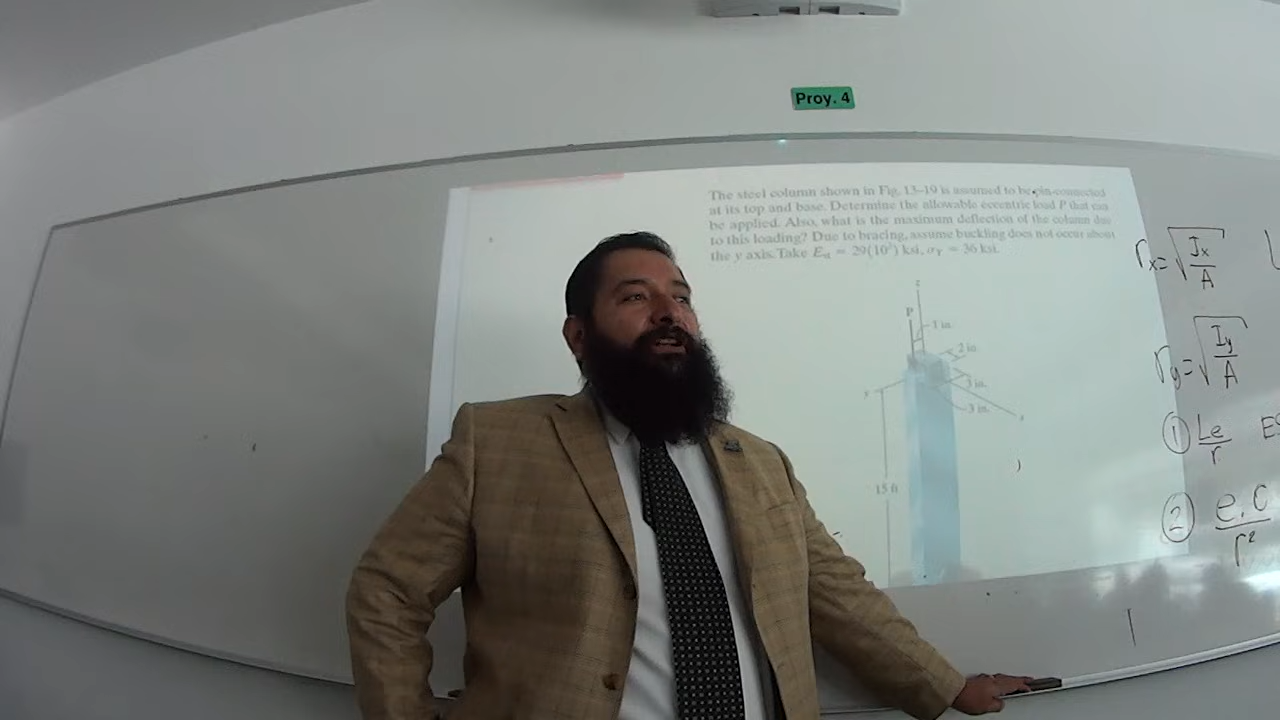 Proy. 4
The steel column shown in Fig. 13–19 is assumed to be pin-connected
at its top and base. Determine the allowable eccentric load P that can
be applied. Also, what is the maximum deflection of the column due
to this loading? Due to bracing, assume buckling does not occur about
the y axis. Take Est = 29(10³) ksi, σY = 36 ksi.
z
P
1 in.
2 in.
3 in.
3 in.
y
x
15 ft
rx = √Ix/A
ry = √Iy/A
① Le/r
② e.c/r²